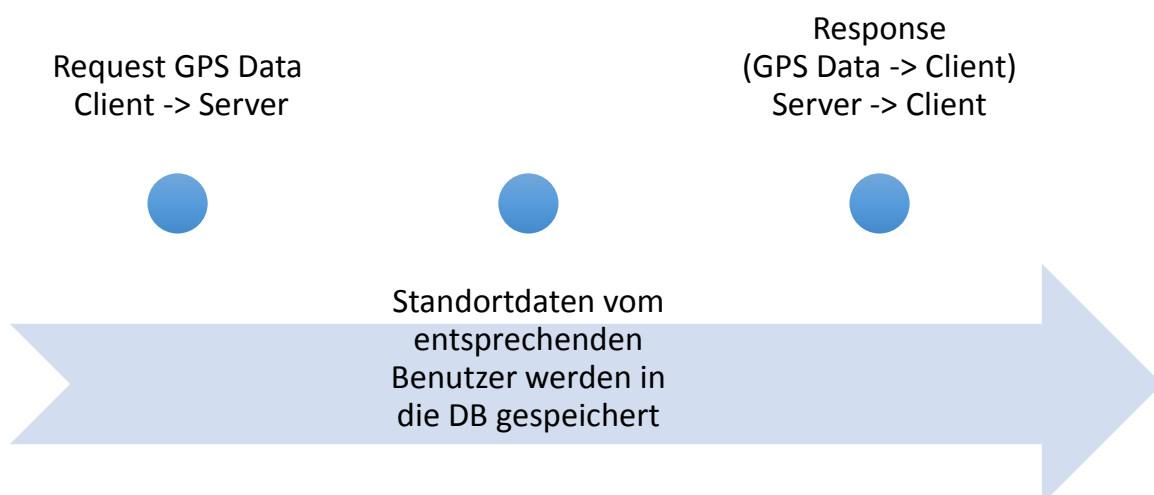 Request GPS Data
Client -> Server
Standortdaten vom
entsprechenden
Benutzer werden in
die DB gespeichert
Response
(GPS Data -> Client)
Server -> Client